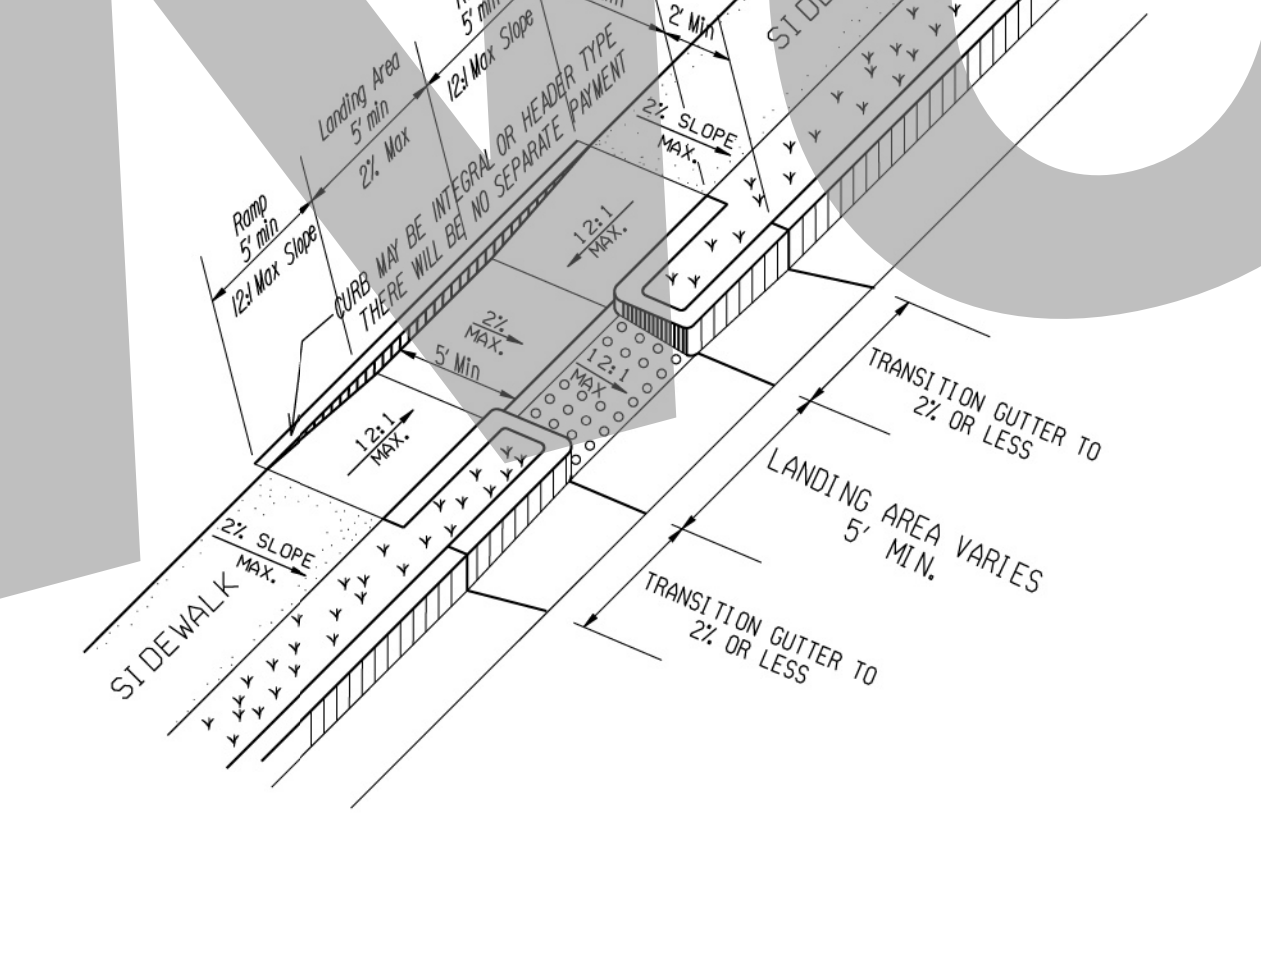 5' min
12:1 Max Slope
2' Min
Landing Area
5' min
2% Max
Ramp
5' min
12:1 Max Slope
CURB MAY BE INTEGRAL OR HEADER TYPE
THERE WILL BE NO SEPARATE PAYMENT
2% SLOPE
MAX.
12:1
MAX.
2%
MAX.
5' Min
12:1
MAX
12:1
MAX.
2% SLOPE
MAX.
SIDEWALK
TRANSITION GUTTER TO
2% OR LESS
LANDING AREA VARIES
5' MIN.
TRANSITION GUTTER TO
2% OR LESS